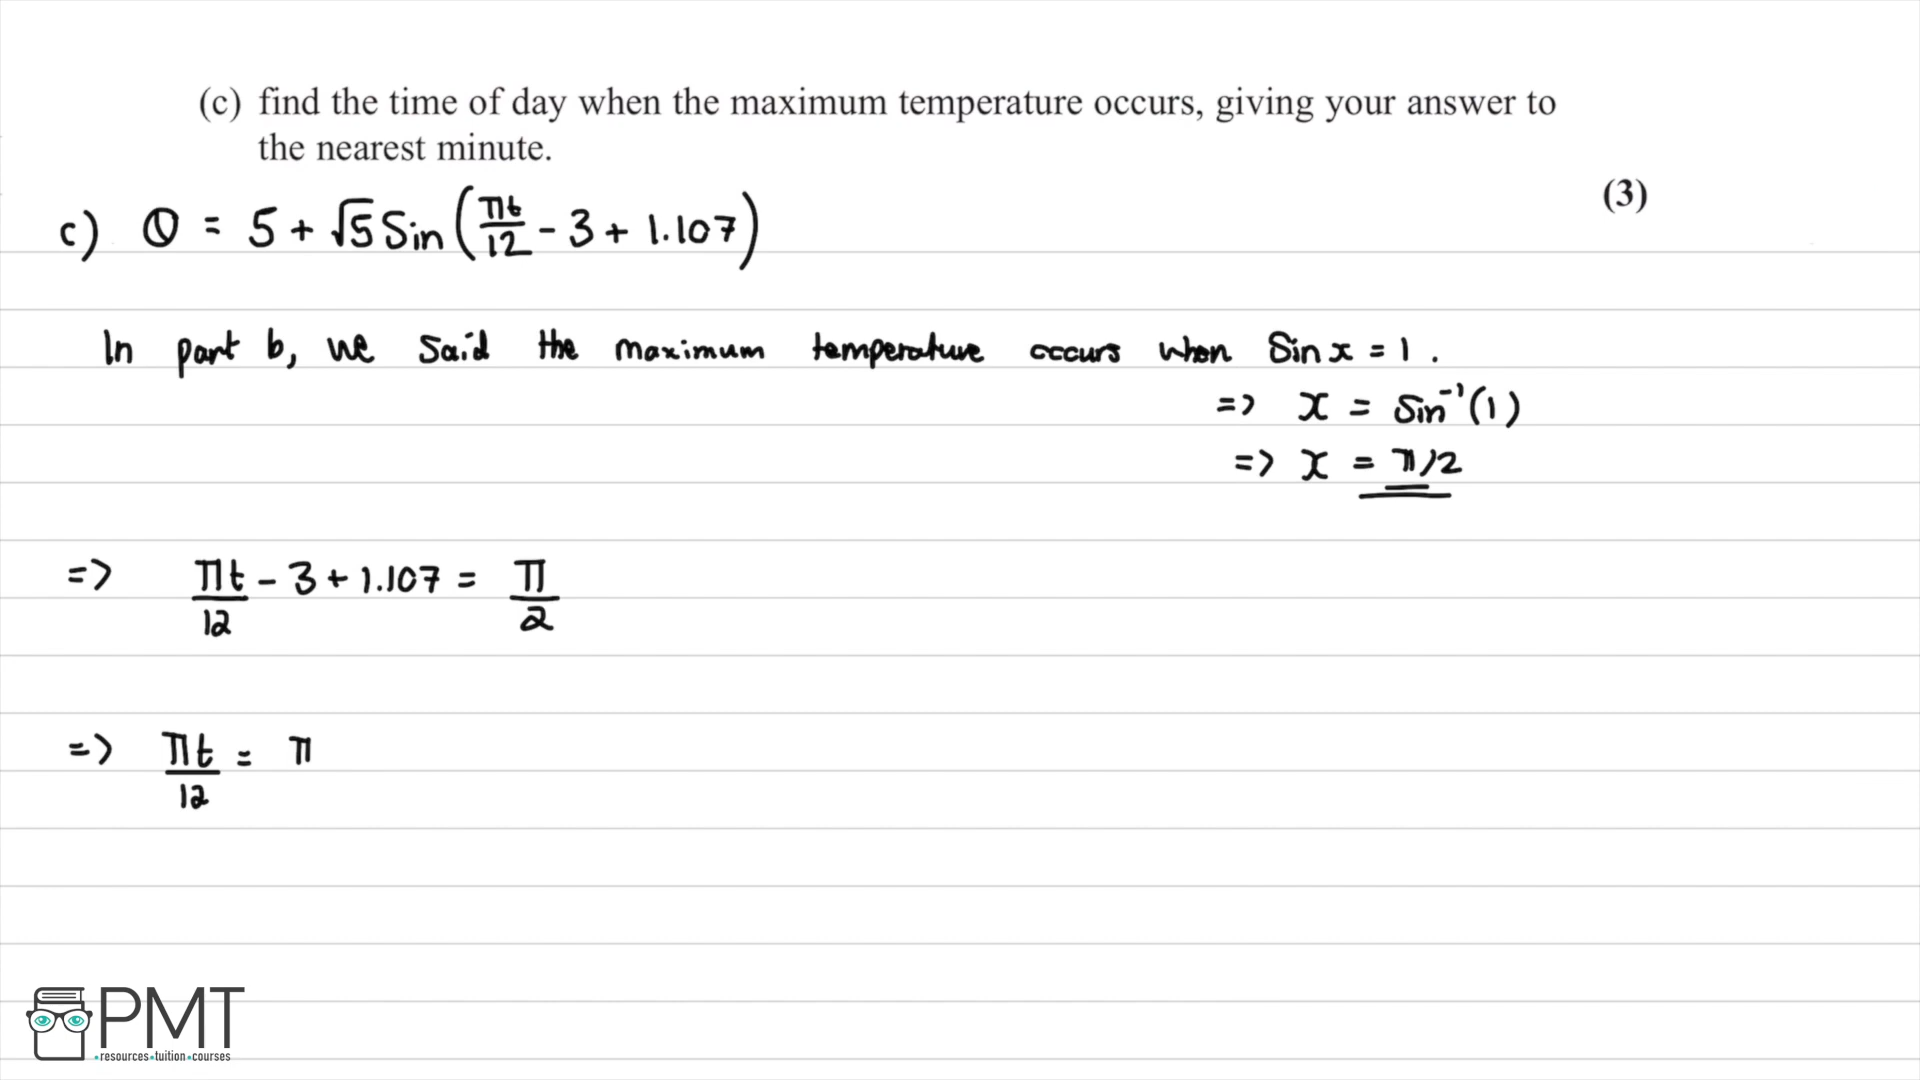 (c) find the time of day when the maximum temperature occurs, giving your answer to
the nearest minute.
(3)
c) θ = 5 + √5 Sin (πt/12 - 3 + 1.107)
In part b, we said the maximum temperature occurs when Sin x = 1 .
=> x = Sin⁻¹(1)
=> x = π/2
=> πt/12 - 3 + 1.107 = π/2
=> πt/12 = π
PMT
•resources•tuition•courses